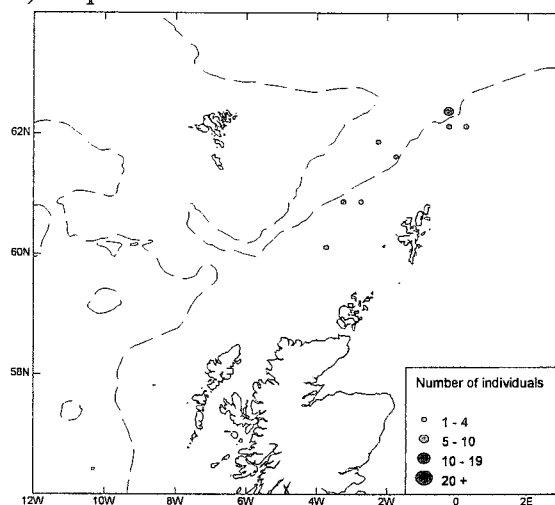 62N
60N
58N
12W
10W
8W
6W
4W
2W
0
2E
Number of individuals
1 - 4
5 - 10
10 - 19
20 +